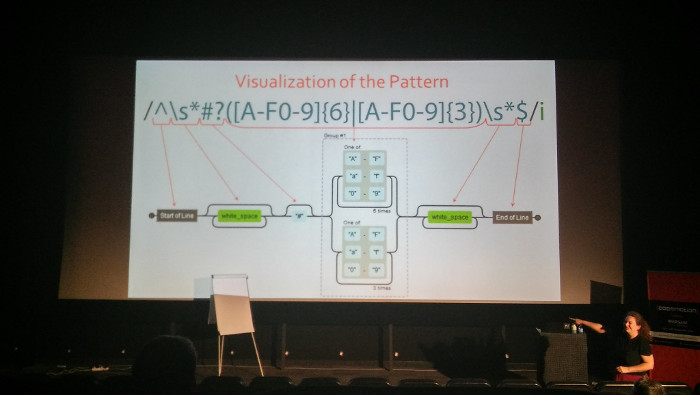 Visualization of the Pattern
/^\s*#?([A-F0-9]{6}|[A-F0-9]{3})\s*$/i
Group #1
One of
"A" - "F"
"a" - "f"
"0" - "9"
6 times
Start of Line
white_space
"#"
white_space
End of Line
One of
"A" - "F"
"a" - "f"
"0" - "9"
3 times